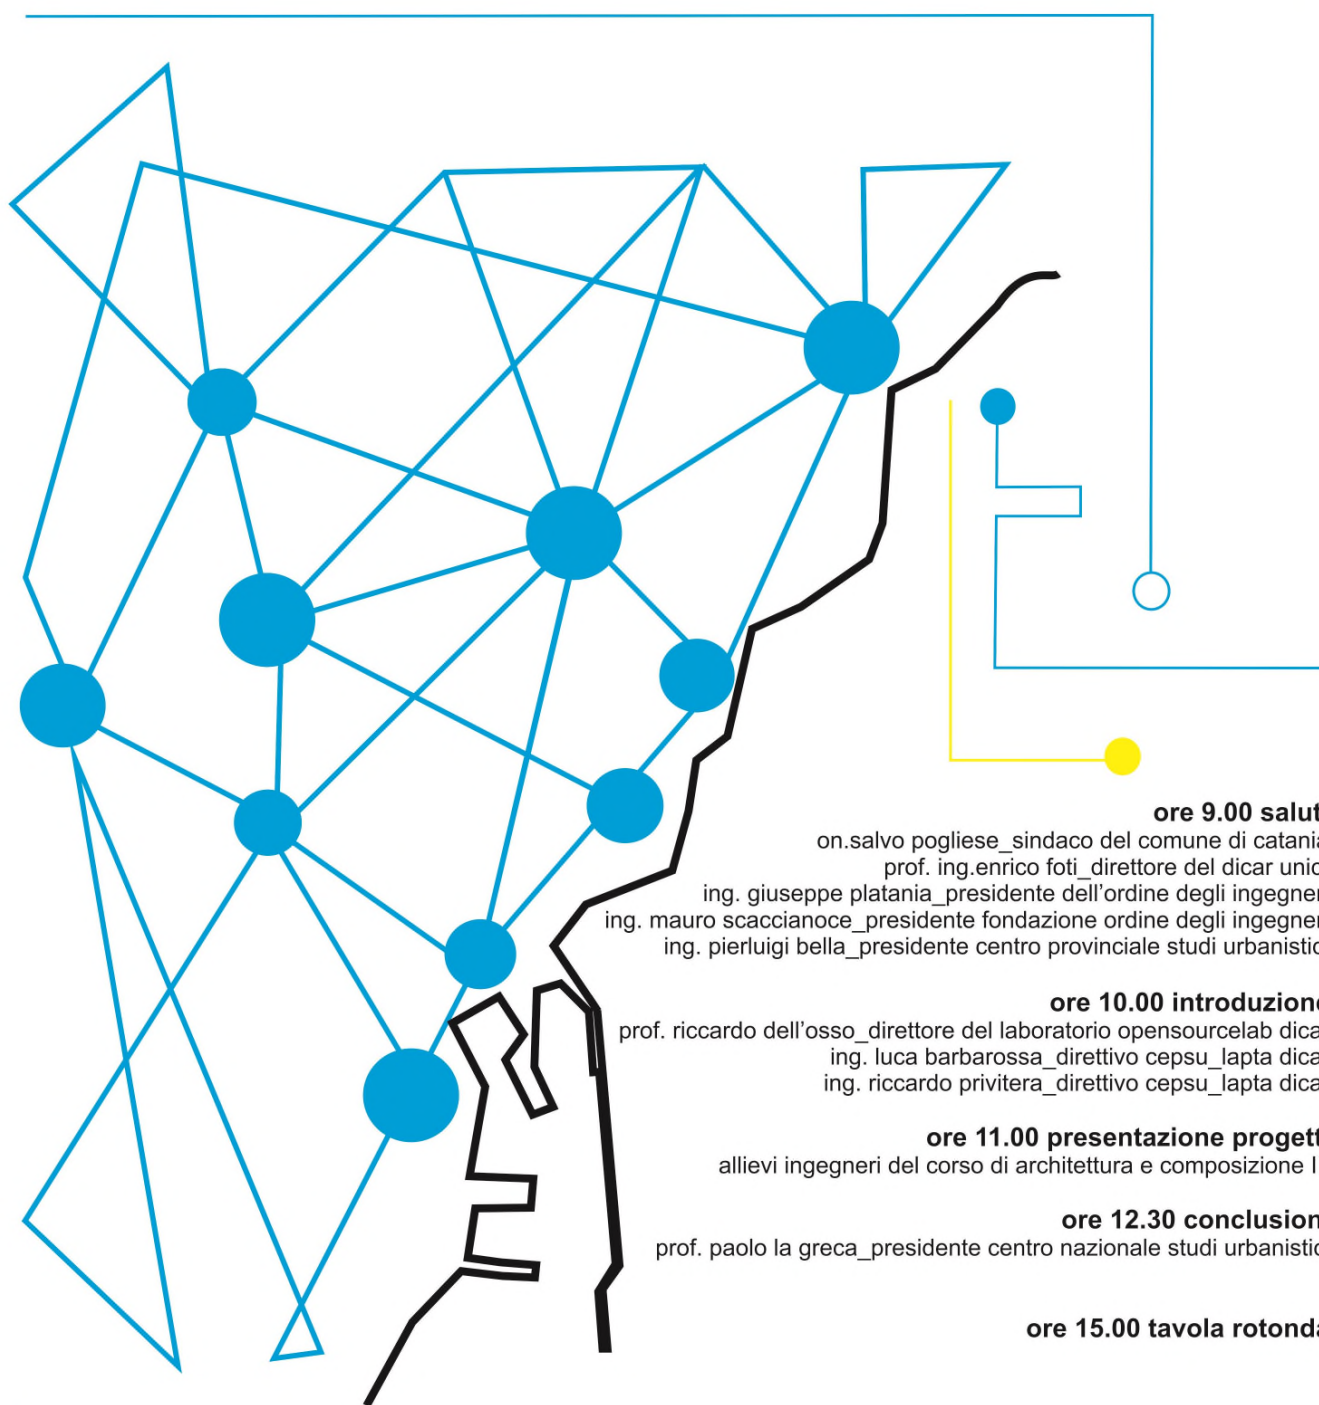 ore 9.00 salut
on.salvo pogliese_sindaco del comune di catania
prof. ing.enrico foti_direttore del dicar unic
ing. giuseppe platania_presidente dell'ordine degli ingegner
ing. mauro scaccianoce_presidente fondazione ordine degli ingegner
ing. pierluigi bella_presidente centro provinciale studi urbanistic
ore 10.00 introduzione
prof. riccardo dell'osso_direttore del laboratorio opensourcelab dica
ing. luca barbarossa_direttivo cepsu_lapta dica
ing. riccardo privitera_direttivo cepsu_lapta dica
ore 11.00 presentazione progett
allievi ingegneri del corso di architettura e composizione I
ore 12.30 conclusion
prof. paolo la greca_presidente centro nazionale studi urbanistic
ore 15.00 tavola rotonda